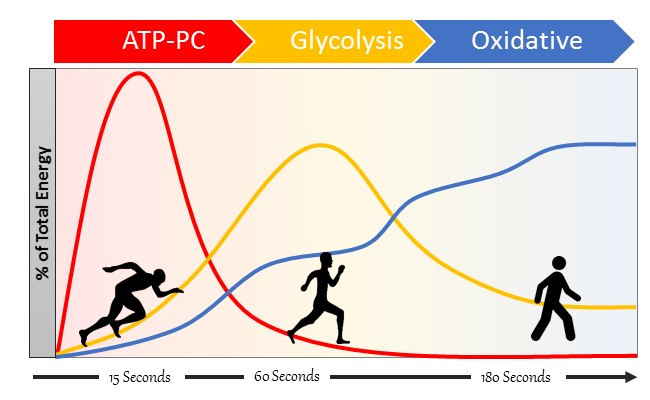 ATP-PC
Glycolysis
Oxidative
% of Total Energy
15 Seconds
60 Seconds
180 Seconds